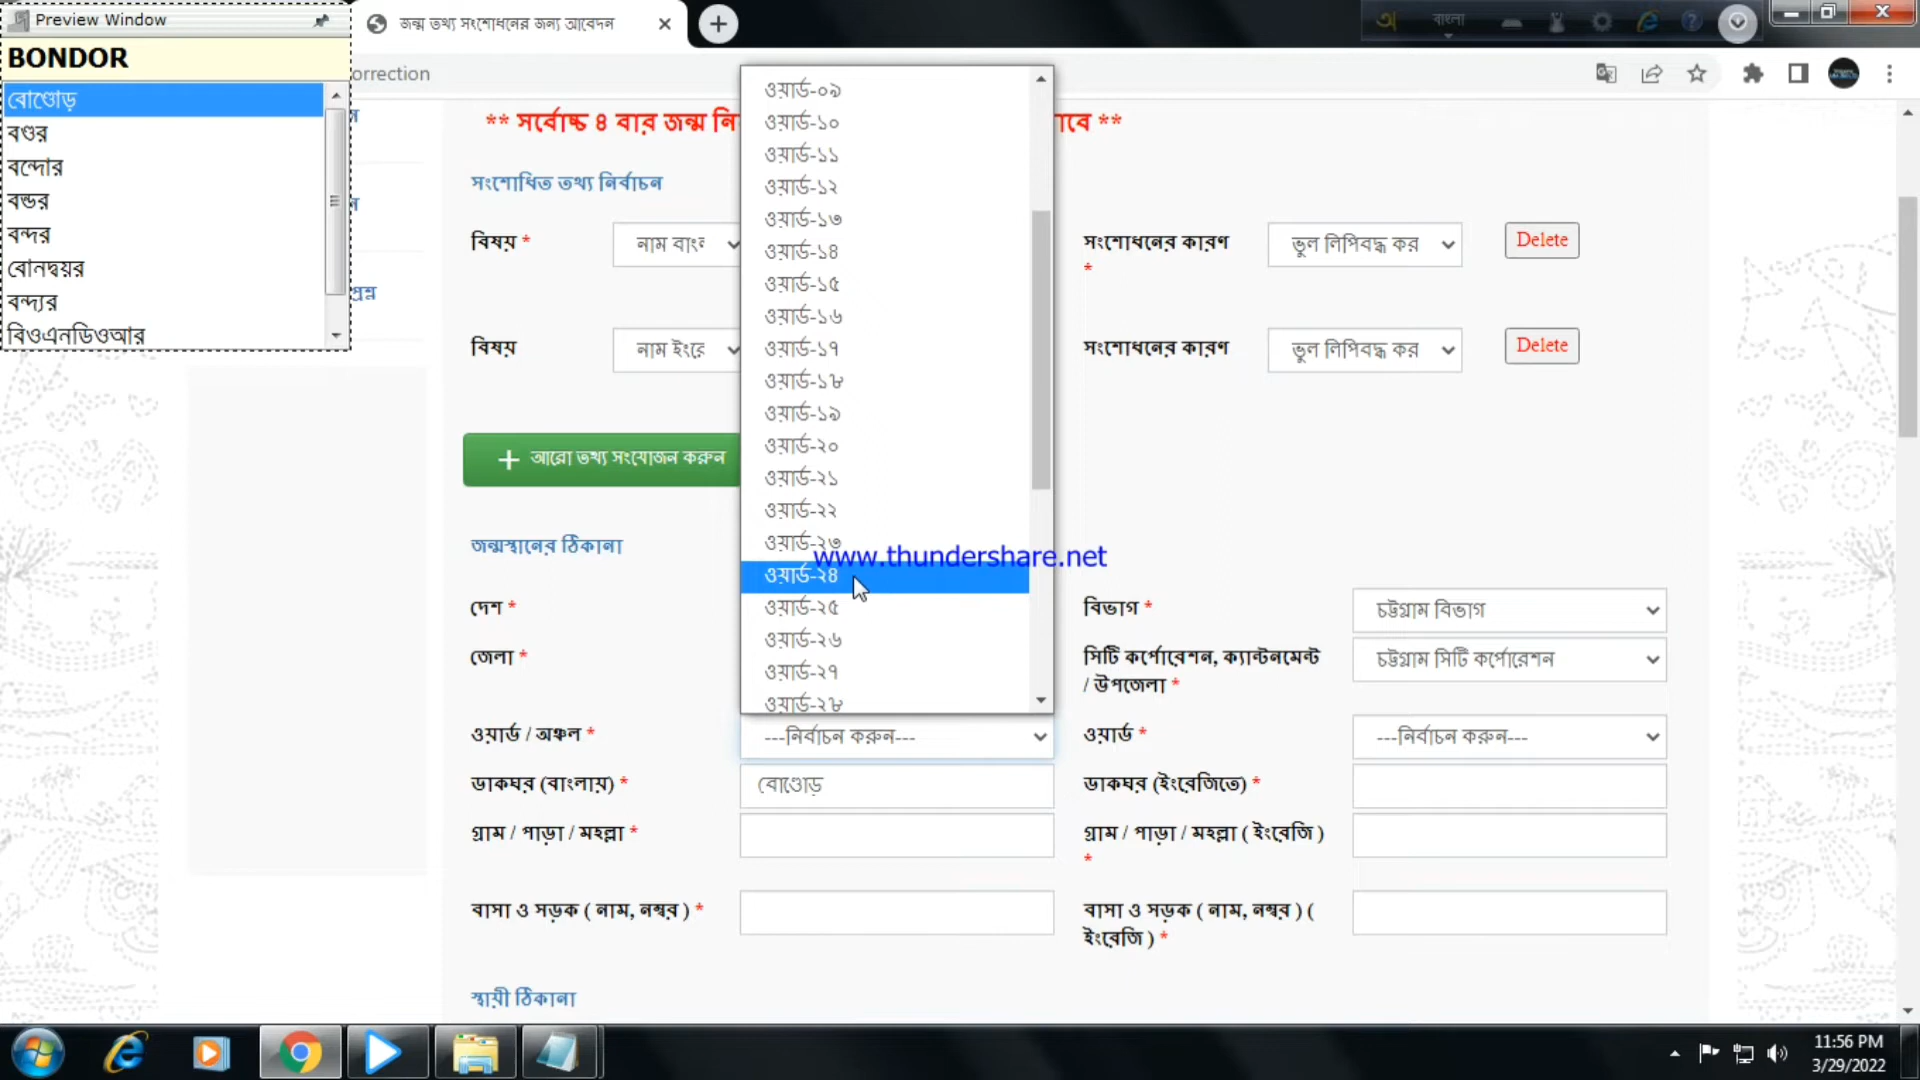 Preview Window
জন্ম তথ্য সংশোধনের জন্য আবেদন
বাংলা
BONDOR
orrection
বোণ্ডোড়
বণ্ডর
বন্দোর
বন্ডর
বন্দর
বোনদ্বয়র
বন্দ্যর
বিওএনডিওআর
প্রশ্ন
** সর্বোচ্চ ৪ বার জন্ম নি
াবে **
সংশোধিত তথ্য নির্বাচন
বিষয় *
নাম বাং
সংশোধনের কারণ *
ভুল লিপিবদ্ধ কর
Delete
বিষয়
নাম ইংরে
সংশোধনের কারণ
ভুল লিপিবদ্ধ কর
Delete
আরো তথ্য সংযোজন করুন
ওয়ার্ড-০৯
ওয়ার্ড-১০
ওয়ার্ড-১১
ওয়ার্ড-১২
ওয়ার্ড-১৩
ওয়ার্ড-১৪
ওয়ার্ড-১৫
ওয়ার্ড-১৬
ওয়ার্ড-১৭
ওয়ার্ড-১৮
ওয়ার্ড-১৯
ওয়ার্ড-২০
ওয়ার্ড-২১
ওয়ার্ড-২২
ওয়ার্ড-২৩
www.thundershare.net
ওয়ার্ড-২৪
ওয়ার্ড-২৫
ওয়ার্ড-২৬
ওয়ার্ড-২৭
ওয়ার্ড-২৮
জন্মস্থানের ঠিকানা
দেশ *
বিভাগ *
চট্টগ্রাম বিভাগ
জেলা *
সিটি কর্পোরেশন, ক্যান্টনমেন্ট
/ উপজেলা *
চট্টগ্রাম সিটি কর্পোরেশন
ওয়ার্ড / অঞ্চল *
---নির্বাচন করুন---
ওয়ার্ড *
---নির্বাচন করুন---
ডাকঘর (বাংলায়) *
বোণ্ডোড়
ডাকঘর (ইংরেজিতে) *
গ্রাম / পাড়া / মহল্লা *
গ্রাম / পাড়া / মহল্লা ( ইংরেজি )
*
বাসা ও সড়ক ( নাম, নম্বর ) *
বাসা ও সড়ক ( নাম, নম্বর ) (
ইংরেজি ) *
স্থায়ী ঠিকানা
11:56 PM
3/29/2022